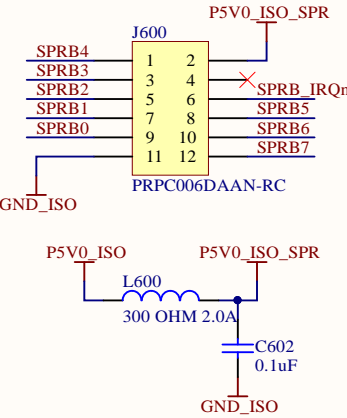 P5V0_ISO_SPR
J600
SPRB4 1 2
SPRB3 3 4
SPRB2 5 6 SPRB_IRQn
SPRB1 7 8 SPRB5
SPRB0 9 10 SPRB6
11 12 SPRB7
PRPC006DAAN-RC
GND_ISO
P5V0_ISO P5V0_ISO_SPR
L600
300 OHM 2.0A
C602
0.1uF
GND_ISO